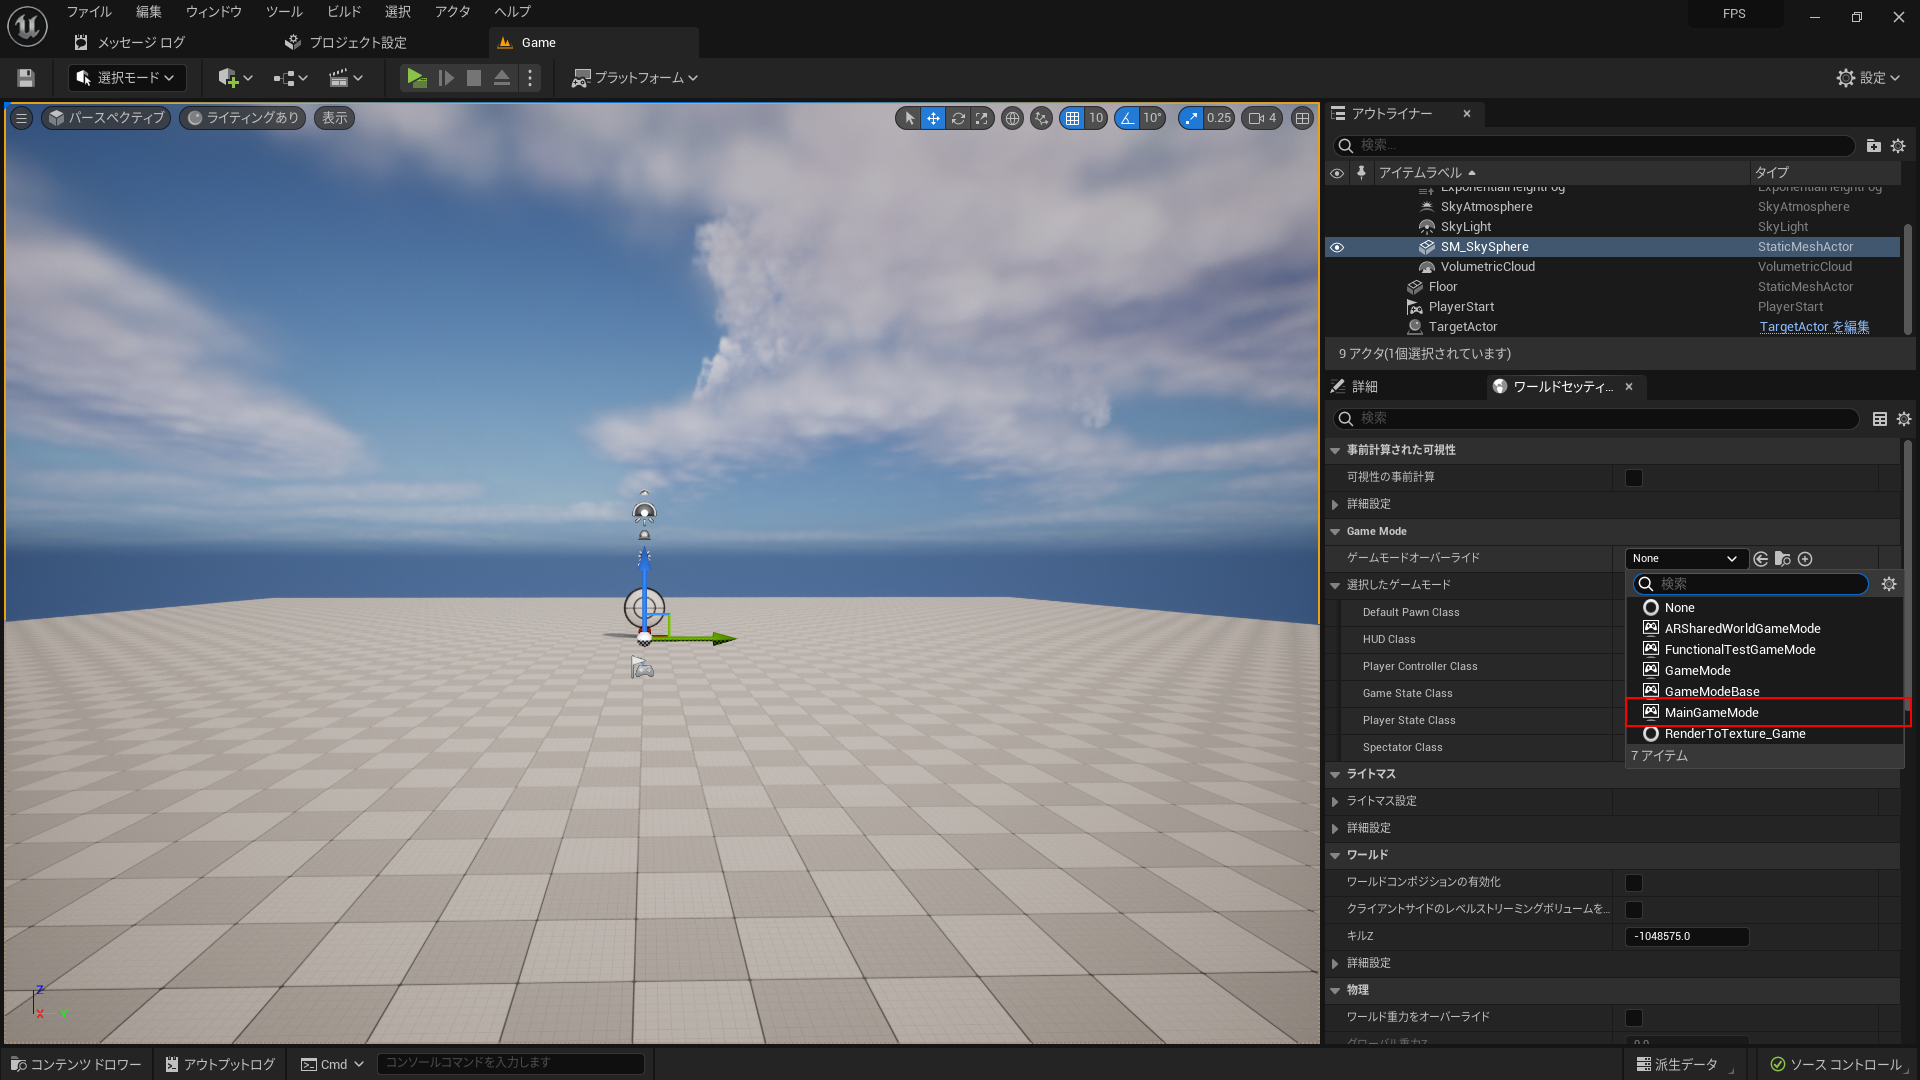 ファイル 編集 ウィンドウ ツール ビルド 選択 アクタ ヘルプ
FPS
メッセージ ログ プロジェクト設定 Game
選択モード プラットフォーム 設定
パースペクティブ ライティングあり 表示 10 10° 0.25 4
アウトライナー
検索...
アイテムラベル タイプ
ExponentialHeightFog ExponentialHeightFog
SkyAtmosphere SkyAtmosphere
SkyLight SkyLight
SM_SkySphere StaticMeshActor
VolumetricCloud VolumetricCloud
Floor StaticMeshActor
PlayerStart PlayerStart
TargetActor TargetActor を編集
9 アクタ(1個選択されています)
詳細 ワールドセッティ...
検索
事前計算された可視性
可視性の事前計算
詳細設定
Game Mode
ゲームモードオーバーライド None
選択したゲームモード
Default Pawn Class
HUD Class
Player Controller Class
Game State Class
Player State Class
Spectator Class
検索
None
ARSharedWorldGameMode
FunctionalTestGameMode
GameMode
GameModeBase
MainGameMode
RenderToTexture_Game
7 アイテム
ライトマス
ライトマス設定
詳細設定
ワールド
ワールドコンポジションの有効化
クライアントサイドのレベルストリーミングボリュームを...
キルZ -1048575.0
詳細設定
物理
ワールド重力をオーバーライド
グローバル重力Z 0.0
Z
X Y
コンテンツ ドロワー アウトプットログ Cmd コンソールコマンドを入力します 派生データ ソース コントロール